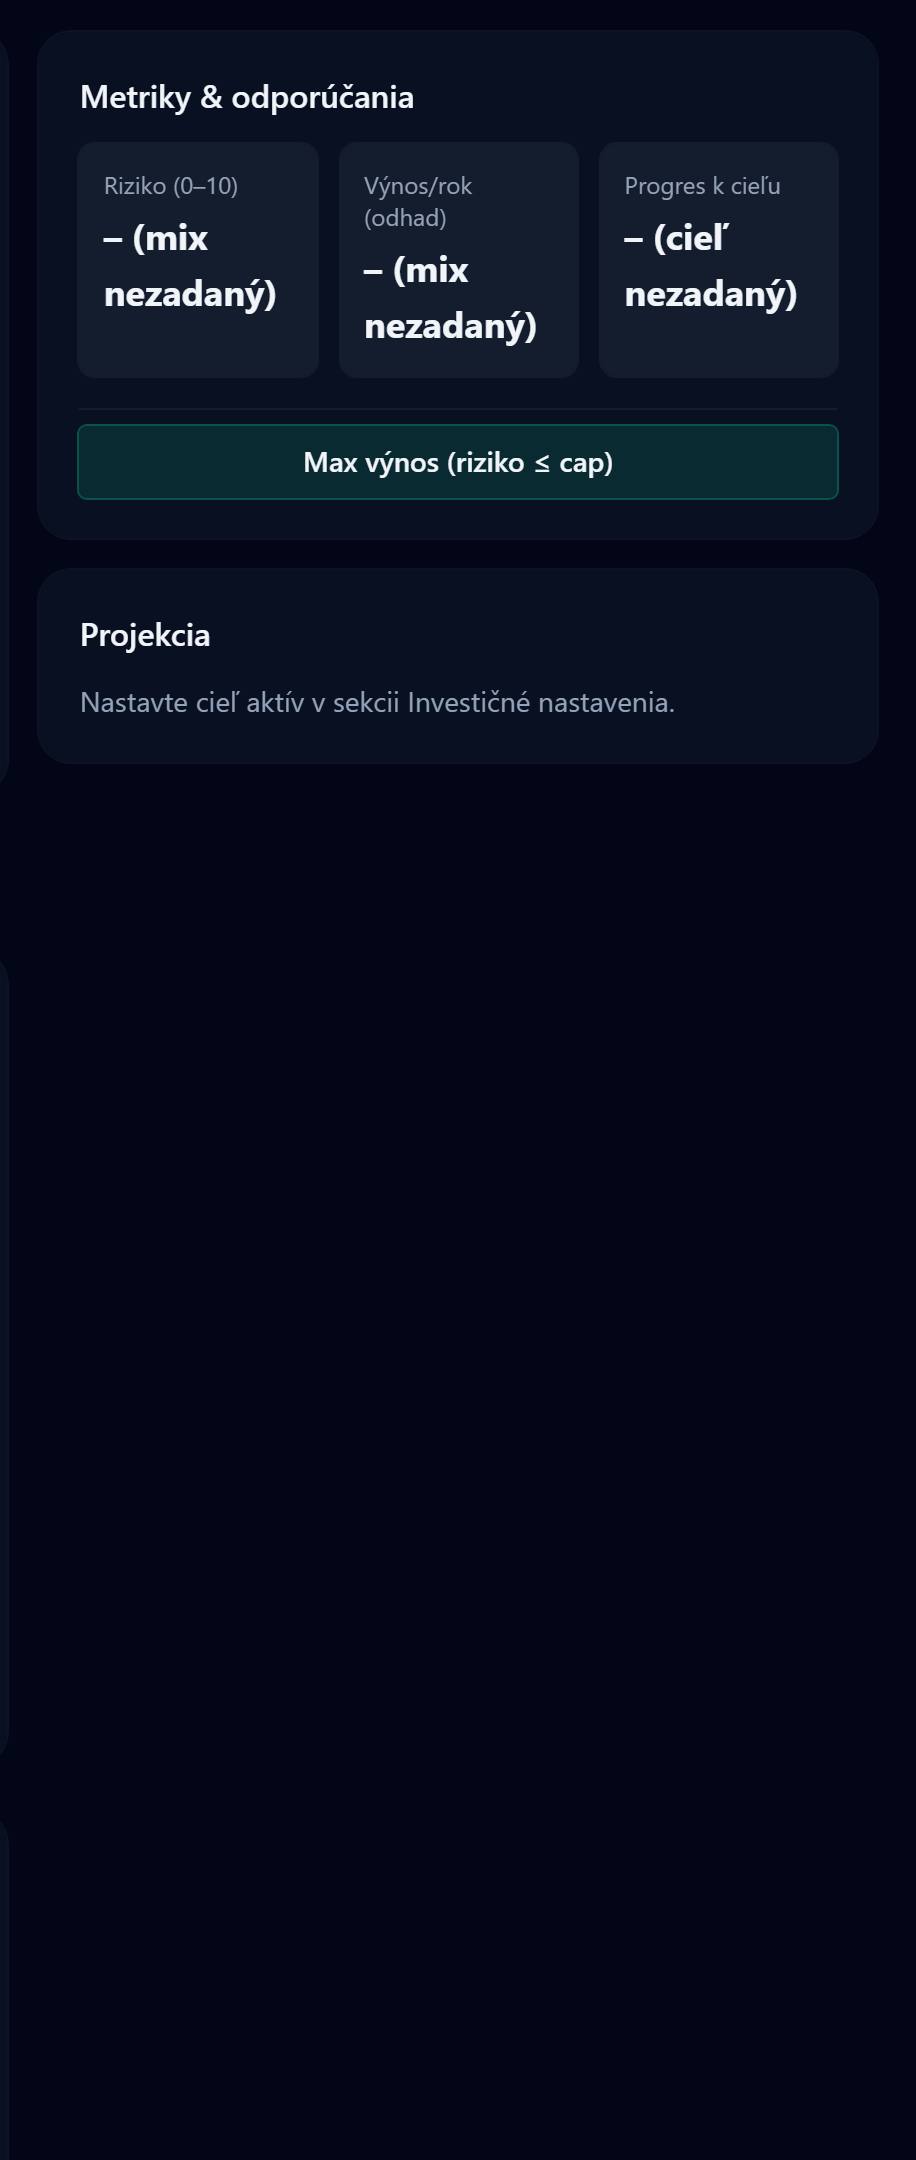 Metriky & odporúčania
Riziko (0–10)
– (mix
nezadaný)
Výnos/rok
(odhad)
– (mix
nezadaný)
Progres k cieľu
– (cieľ
nezadaný)
Max výnos (riziko ≤ cap)
Projekcia
Nastavte cieľ aktív v sekcii Investičné nastavenia.